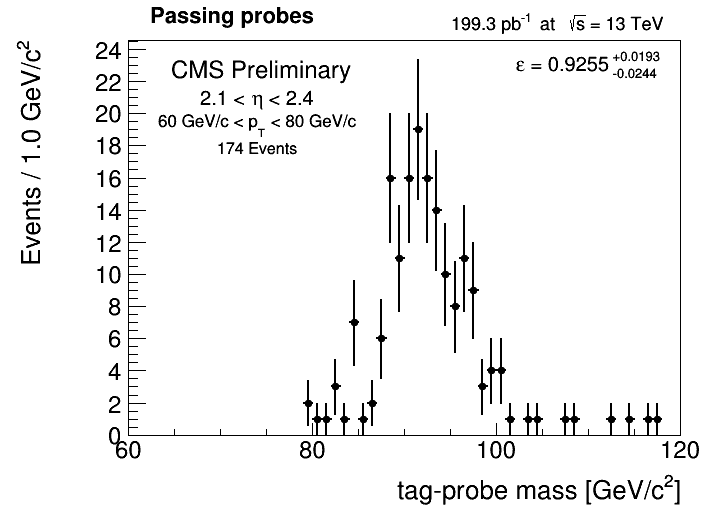 Passing probes
199.3 pb⁻¹ at √s = 13 TeV
CMS Preliminary
2.1 < η < 2.4
60 GeV/c < p_T < 80 GeV/c
174 Events
ε = 0.9255 +0.0193 -0.0244
Events / 1.0 GeV/c²
24
22
20
18
16
14
12
10
8
6
4
2
0
60 80 100 120
tag-probe mass [GeV/c²]